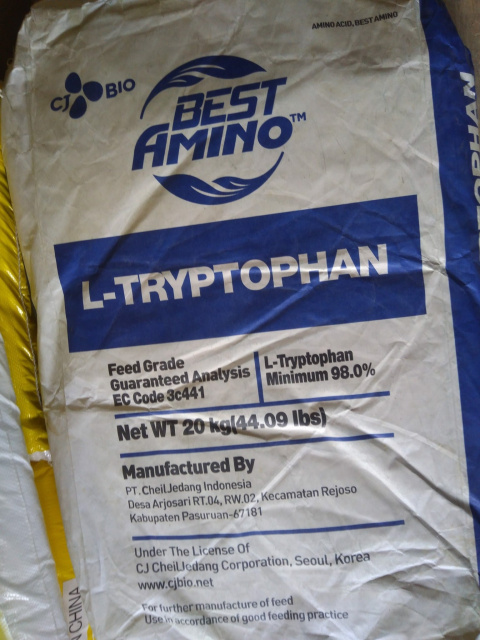 AMINO ACID, BEST AMINO
CJ BIO
BEST
AMINO™
L-TRYPTOPHAN
Feed Grade
Guaranteed Analysis
EC Code 3c441
L-Tryptophan
Minimum 98.0%
Net WT 20 kg(44.09 lbs)
Manufactured By
PT.CheilJedang Indonesia
Desa Arjosari RT.04, RW.02, Kecamatan Rejoso
Kabupaten Pasuruan-67181
Under The License Of
CJ CheilJedang Corporation, Seoul, Korea
www.cjbio.net
For further manufacture of feed
Use in accordance of good feeding practice
CHINA